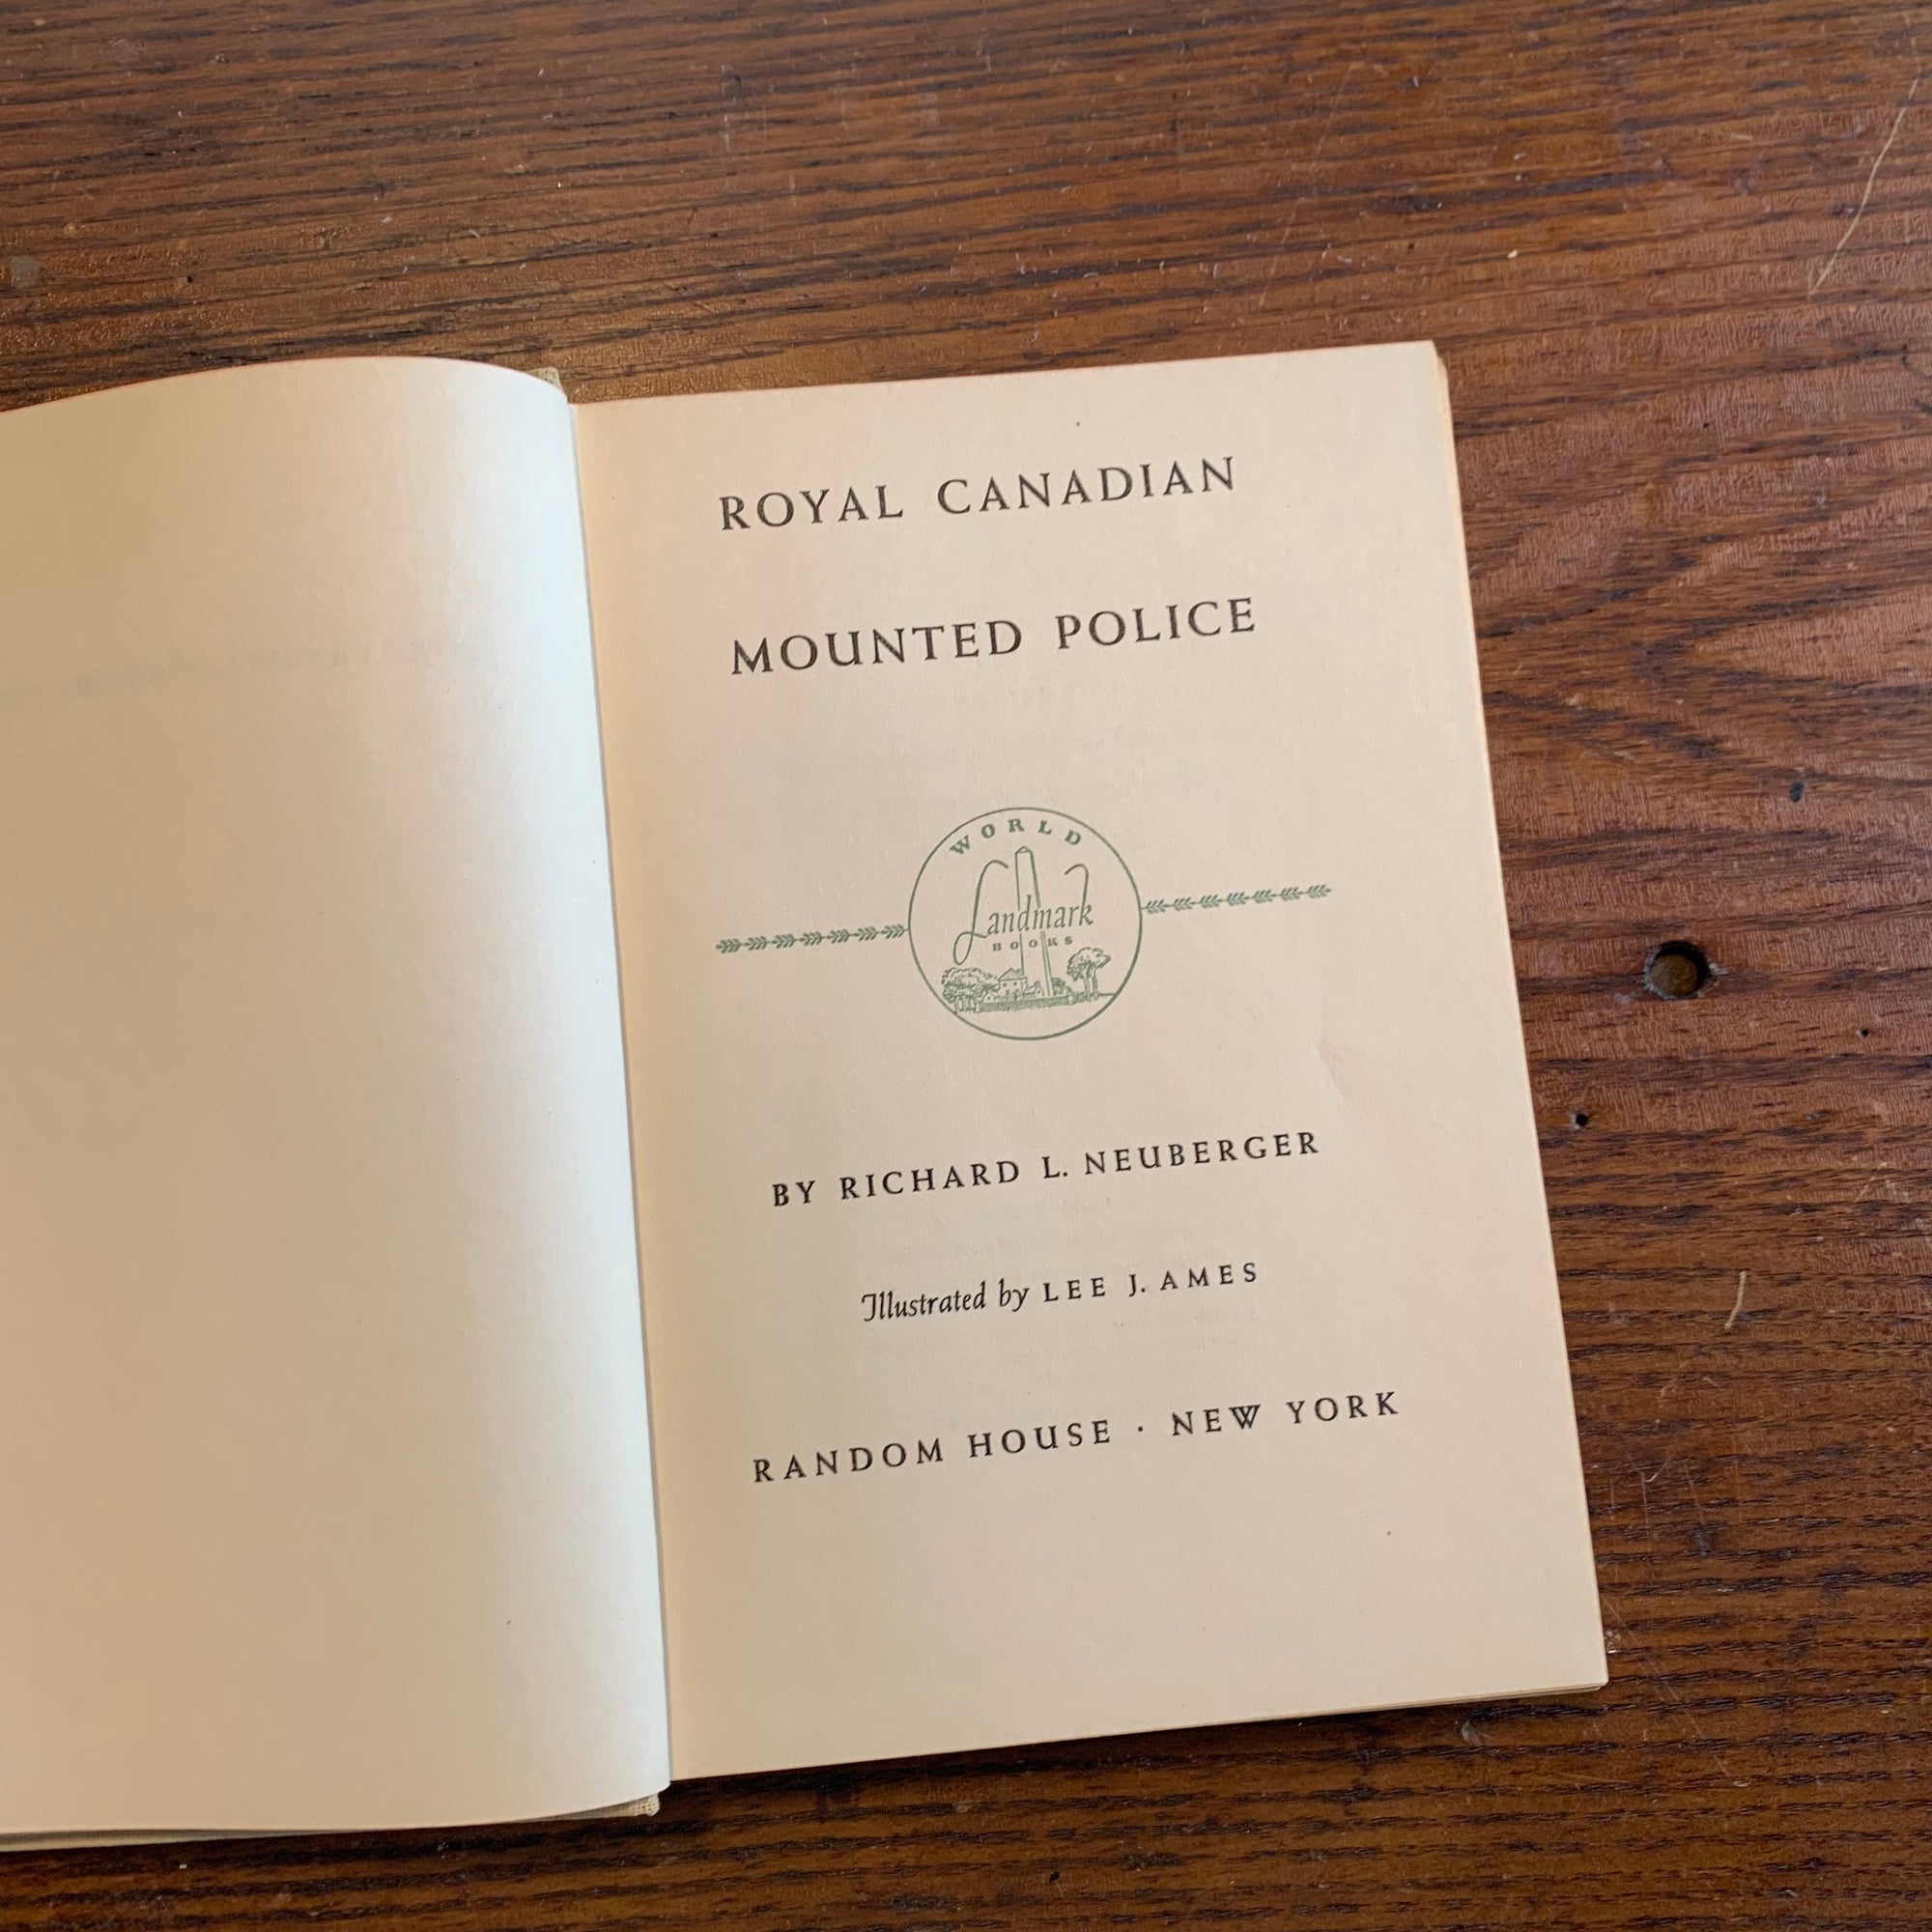 ROYAL CANADIAN
MOUNTED POLICE
WORLD
Landmark
BOOKS
BY RICHARD L. NEUBERGER
Illustrated by LEE J. AMES
RANDOM HOUSE · NEW YORK